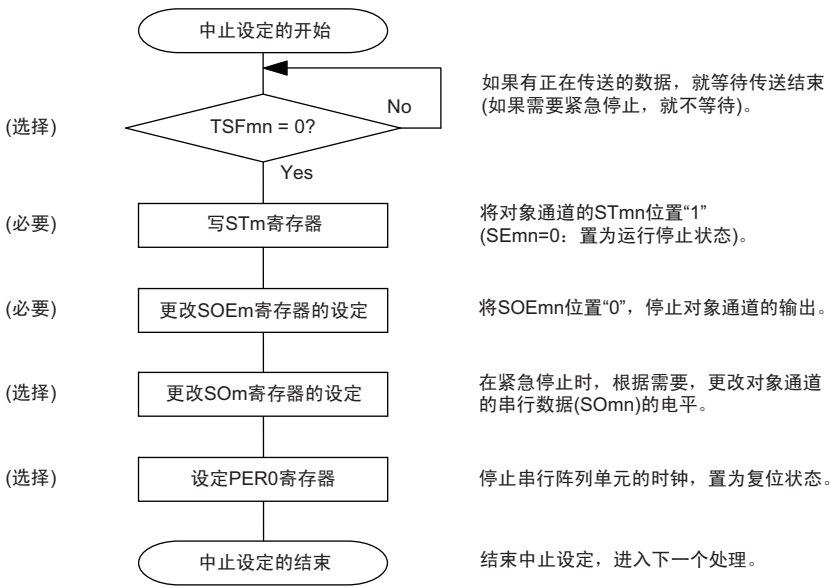 中止设定的开始
如果有正在传送的数据，就等待传送结束
(如果需要紧急停止，就不等待)。
No
(选择)
TSFmn = 0?
Yes
(必要)
写STm寄存器
将对象通道的STmn位置“1”
(SEmn=0：置为运行停止状态)。
(必要)
更改SOEm寄存器的设定
将SOEmn位置“0”，停止对象通道的输出。
(选择)
更改SOm寄存器的设定
在紧急停止时，根据需要，更改对象通道
的串行数据(SOmn)的电平。
(选择)
设定PER0寄存器
停止串行阵列单元的时钟，置为复位状态。
中止设定的结束
结束中止设定，进入下一个处理。